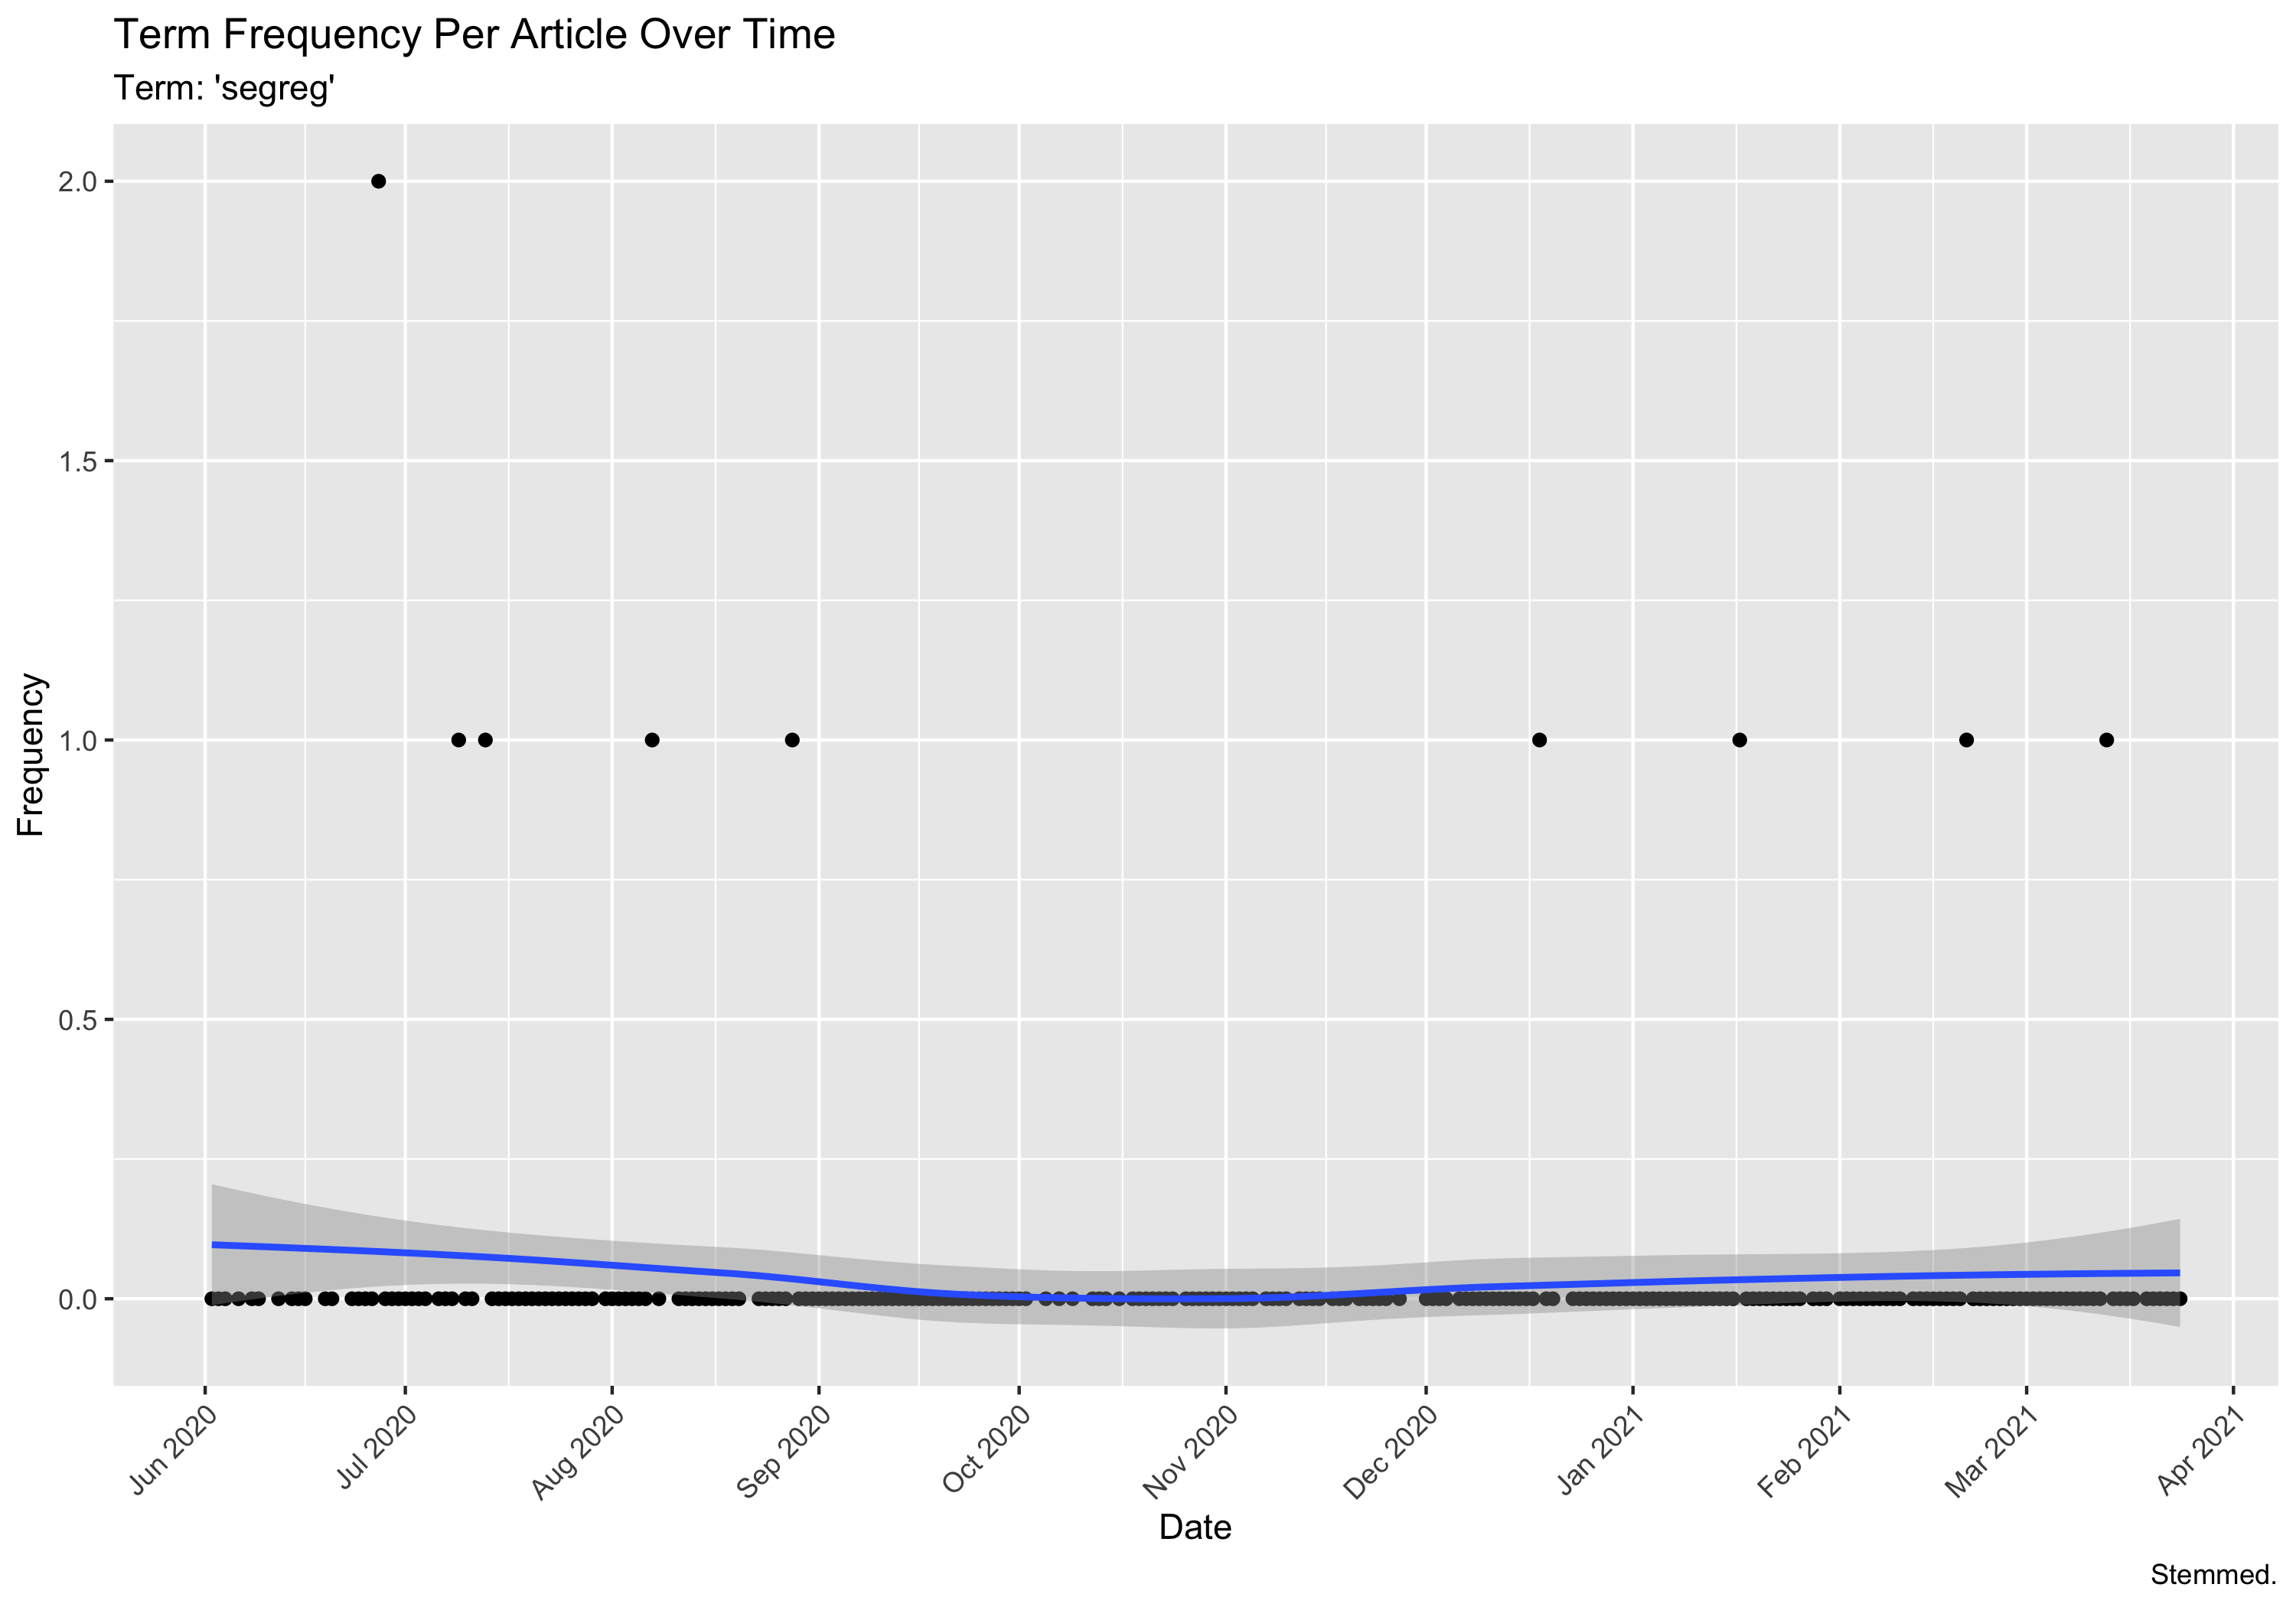 Term Frequency Per Article Over Time
Term: 'segreg'
2.0
1.5
1.0
0.5
0.0
Frequency
Jun 2020
Jul 2020
Aug 2020
Sep 2020
Oct 2020
Nov 2020
Dec 2020
Jan 2021
Feb 2021
Mar 2021
Apr 2021
Date
Stemmed.